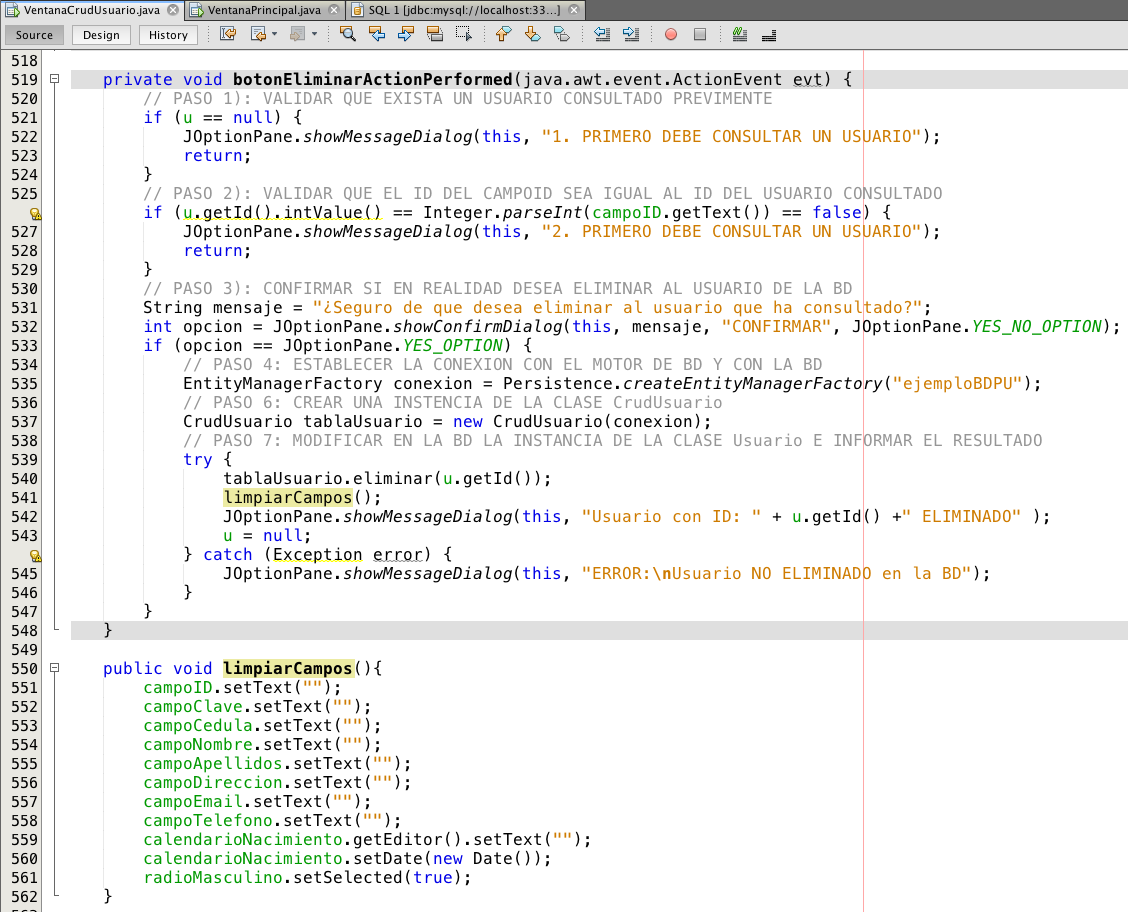 VentanaCrudUsuario.java VentanaPrincipal.java SQL 1 [jdbc:mysql://localhost:33...]
Source Design History
518
519 private void botonEliminarActionPerformed(java.awt.event.ActionEvent evt) {
520 // PASO 1): VALIDAR QUE EXISTA UN USUARIO CONSULTADO PREVIMENTE
521 if (u == null) {
522 JOptionPane.showMessageDialog(this, "1. PRIMERO DEBE CONSULTAR UN USUARIO");
523 return;
524 }
525 // PASO 2): VALIDAR QUE EL ID DEL CAMPOID SEA IGUAL AL ID DEL USUARIO CONSULTADO
if (u.getId().intValue() == Integer.parseInt(campoID.getText()) == false) {
527 JOptionPane.showMessageDialog(this, "2. PRIMERO DEBE CONSULTAR UN USUARIO");
528 return;
529 }
530 // PASO 3): CONFIRMAR SI EN REALIDAD DESEA ELIMINAR AL USUARIO DE LA BD
531 String mensaje = "¿Seguro de que desea eliminar al usuario que ha consultado?";
532 int opcion = JOptionPane.showConfirmDialog(this, mensaje, "CONFIRMAR", JOptionPane.YES_NO_OPTION);
533 if (opcion == JOptionPane.YES_OPTION) {
534 // PASO 4: ESTABLECER LA CONEXION CON EL MOTOR DE BD Y CON LA BD
535 EntityManagerFactory conexion = Persistence.createEntityManagerFactory("ejemploBDPU");
536 // PASO 6: CREAR UNA INSTENCIA DE LA CLASE CrudUsuario
537 CrudUsuario tablaUsuario = new CrudUsuario(conexion);
538 // PASO 7: MODIFICAR EN LA BD LA INSTANCIA DE LA CLASE Usuario E INFORMAR EL RESULTADO
539 try {
540 tablaUsuario.eliminar(u.getId());
541 limpiarCampos();
542 JOptionPane.showMessageDialog(this, "Usuario con ID: " + u.getId() +" ELIMINADO" );
543 u = null;
} catch (Exception error) {
545 JOptionPane.showMessageDialog(this, "ERROR:\nUsuario NO ELIMINADO en la BD");
546 }
547 }
548 }
549
550 public void limpiarCampos(){
551 campoID.setText("");
552 campoClave.setText("");
553 campoCedula.setText("");
554 campoNombre.setText("");
555 campoApellidos.setText("");
556 campoDireccion.setText("");
557 campoEmail.setText("");
558 campoTelefono.setText("");
559 calendarioNacimiento.getEditor().setText("");
560 calendarioNacimiento.setDate(new Date());
561 radioMasculino.setSelected(true);
562 }